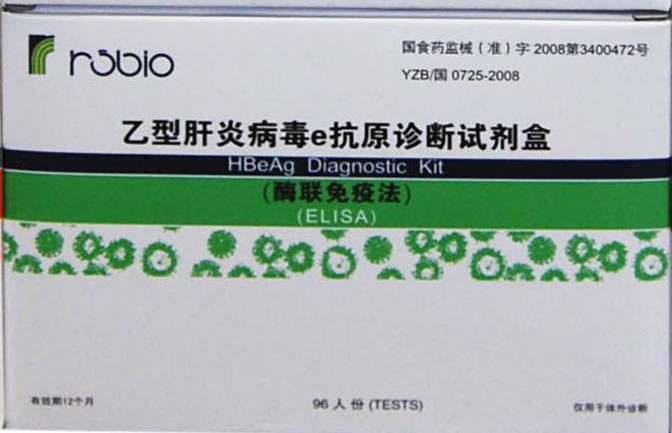 r3bio
国食药监械（准）字 2008第3400472号
YZB/国 0725-2008
乙型肝炎病毒e抗原诊断试剂盒
HBeAg Diagnostic Kit
（酶联免疫法）
(ELISA)
有效期12个月
96 人 份 (TESTS)
仅用于体外诊断